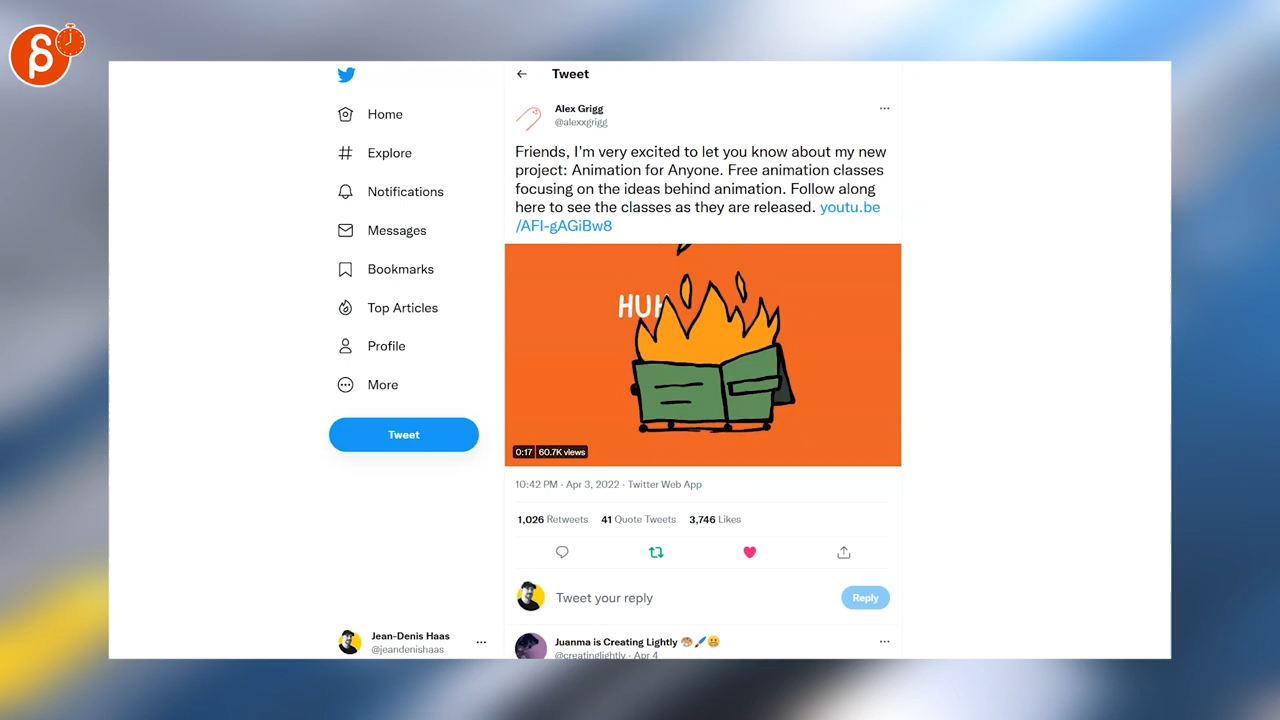 Tweet
Home
Explore
Notifications
Messages
Bookmarks
Top Articles
Profile
More
Tweet
Jean-Denis Haas
@jeandenishaas
Alex Grigg
@alexxgrigg
Friends, I'm very excited to let you know about my new
project: Animation for Anyone. Free animation classes
focusing on the ideas behind animation. Follow along
here to see the classes as they are released. youtu.be
/AFI-gAGiBw8
HUH
0:17 60.7K views
10:42 PM · Apr 3, 2022 · Twitter Web App
1,026 Retweets 41 Quote Tweets 3,746 Likes
Tweet your reply
Reply
Juanma is Creating Lightly
@creatinglightly · Apr 4